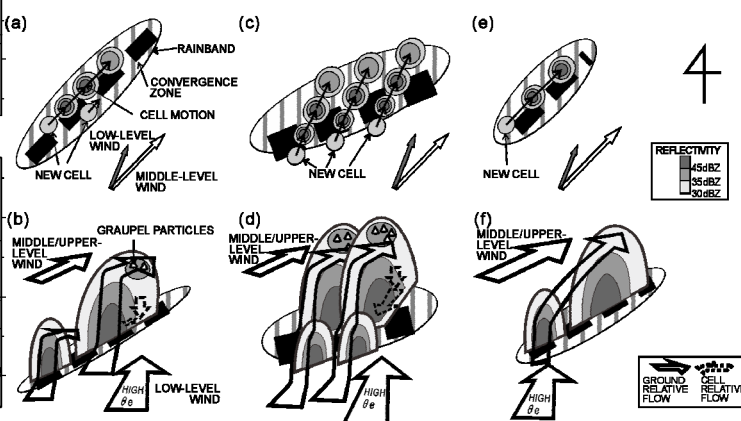 (a)
RAINBAND
CONVERGENCE
ZONE
CELL MOTION
LOW-LEVEL
WIND
NEW CELL
MIDDLE-LEVEL
WIND
(c)
NEW CELL
(e)
NEW CELL
REFLECTIVITY
45dBZ
35dBZ
30dBZ
(b)
GRAUPEL PARTICLES
MIDDLE/UPPER-
LEVEL
WIND
HIGH
θe
LOW-LEVEL
WIND
(d)
MIDDLE/UPPER-
LEVEL
WIND
HIGH
θe
(f)
MIDDLE/UPPER-
LEVEL
WIND
HIGH
θe
GROUND
RELATIVE
FLOW
CELL
RELATIVE
FLOW